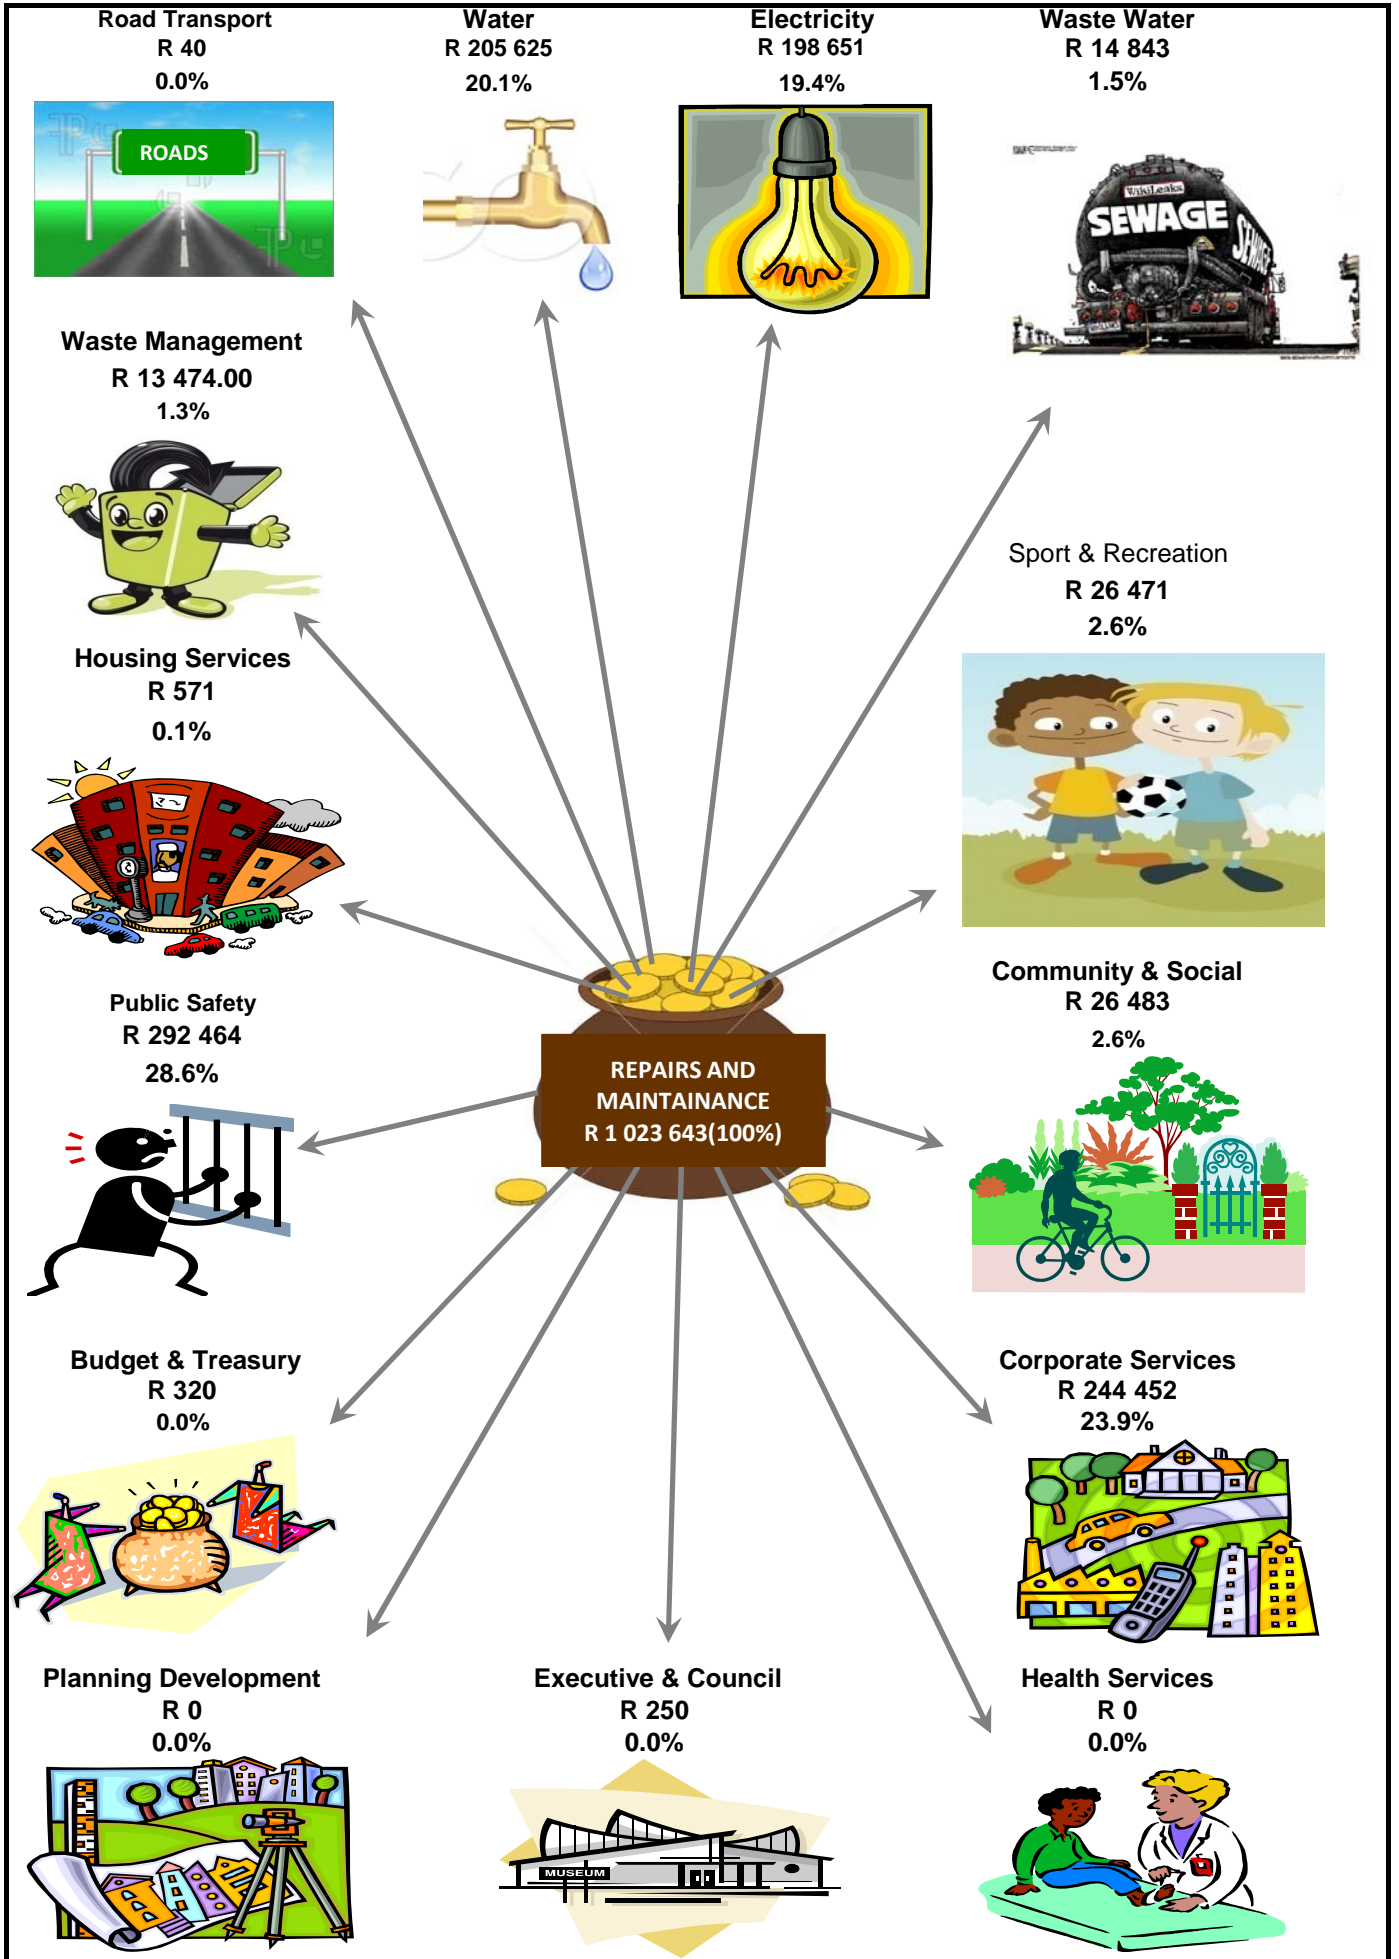 Road Transport
R 40
0.0%
Water
R 205 625
20.1%
Electricity
R 198 651
19.4%
Waste Water
R 14 843
1.5%
ROADS
WikiLeaks
SEWAGE
SEWAGE
Waste Management
R 13 474.00
1.3%
Sport & Recreation
R 26 471
2.6%
Housing Services
R 571
0.1%
Community & Social
R 26 483
2.6%
Public Safety
R 292 464
28.6%
REPAIRS AND
MAINTAINANCE
R 1 023 643(100%)
Budget & Treasury
R 320
0.0%
Corporate Services
R 244 452
23.9%
Planning Development
R 0
0.0%
Executive & Council
R 250
0.0%
Health Services
R 0
0.0%
MUSEUM